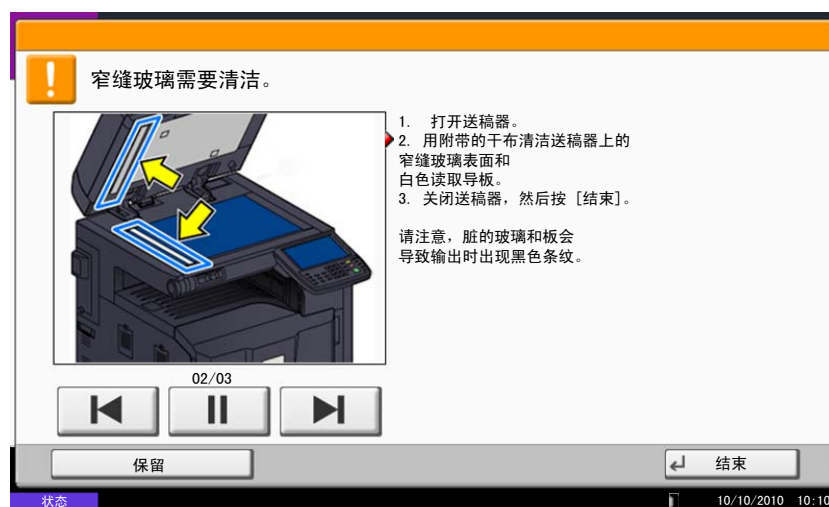 窄缝玻璃需要清洁。
1. 打开送稿器。
2. 用附带的干布清洁送稿器上的
窄缝玻璃表面和
白色读取导板。
3. 关闭送稿器，然后按 [结束]。
请注意，脏的玻璃和板会
导致输出时出现黑色条纹。
02/03
保留
结束
状态
10/10/2010 10:10